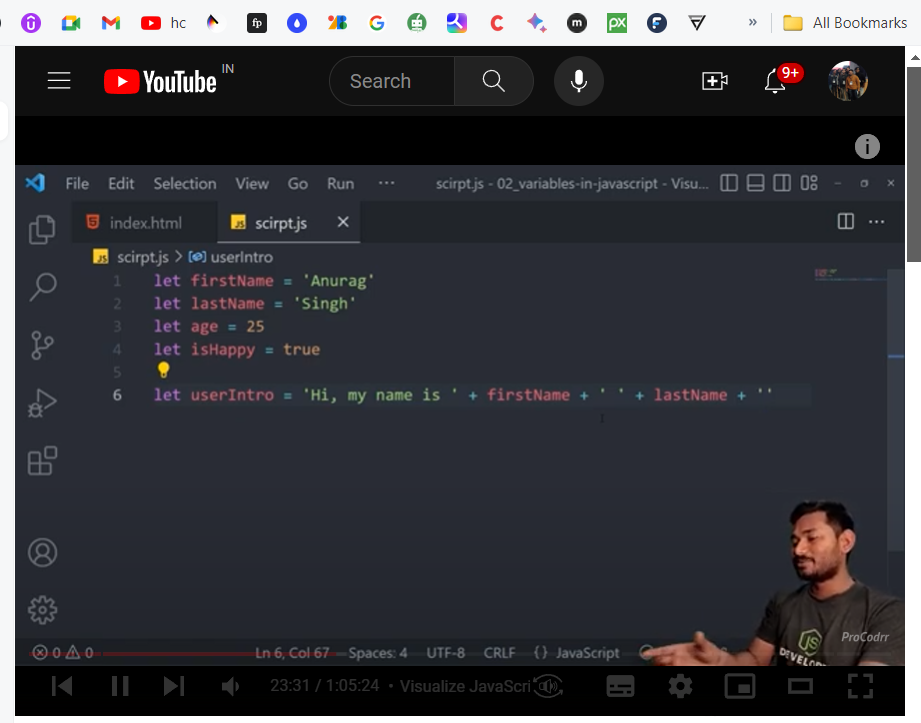 hc
fp
m
px
All Bookmarks
YouTube IN
Search
9+
File Edit Selection View Go Run ··· scirpt.js - 02_variables-in-javascript - Visu...
index.html JS scirpt.js
JS scirpt.js > userIntro
1 let firstName = 'Anurag'
2 let lastName = 'Singh'
3 let age = 25
4 let isHappy = true
5
6 let userIntro = 'Hi, my name is ' + firstName + ' ' + lastName + ''
JS
DEVELO
ProCodrr
0 0 Ln 6, Col 67 Spaces: 4 UTF-8 CRLF {} JavaScript
23:31 / 1:05:24 · Visualize JavaScri